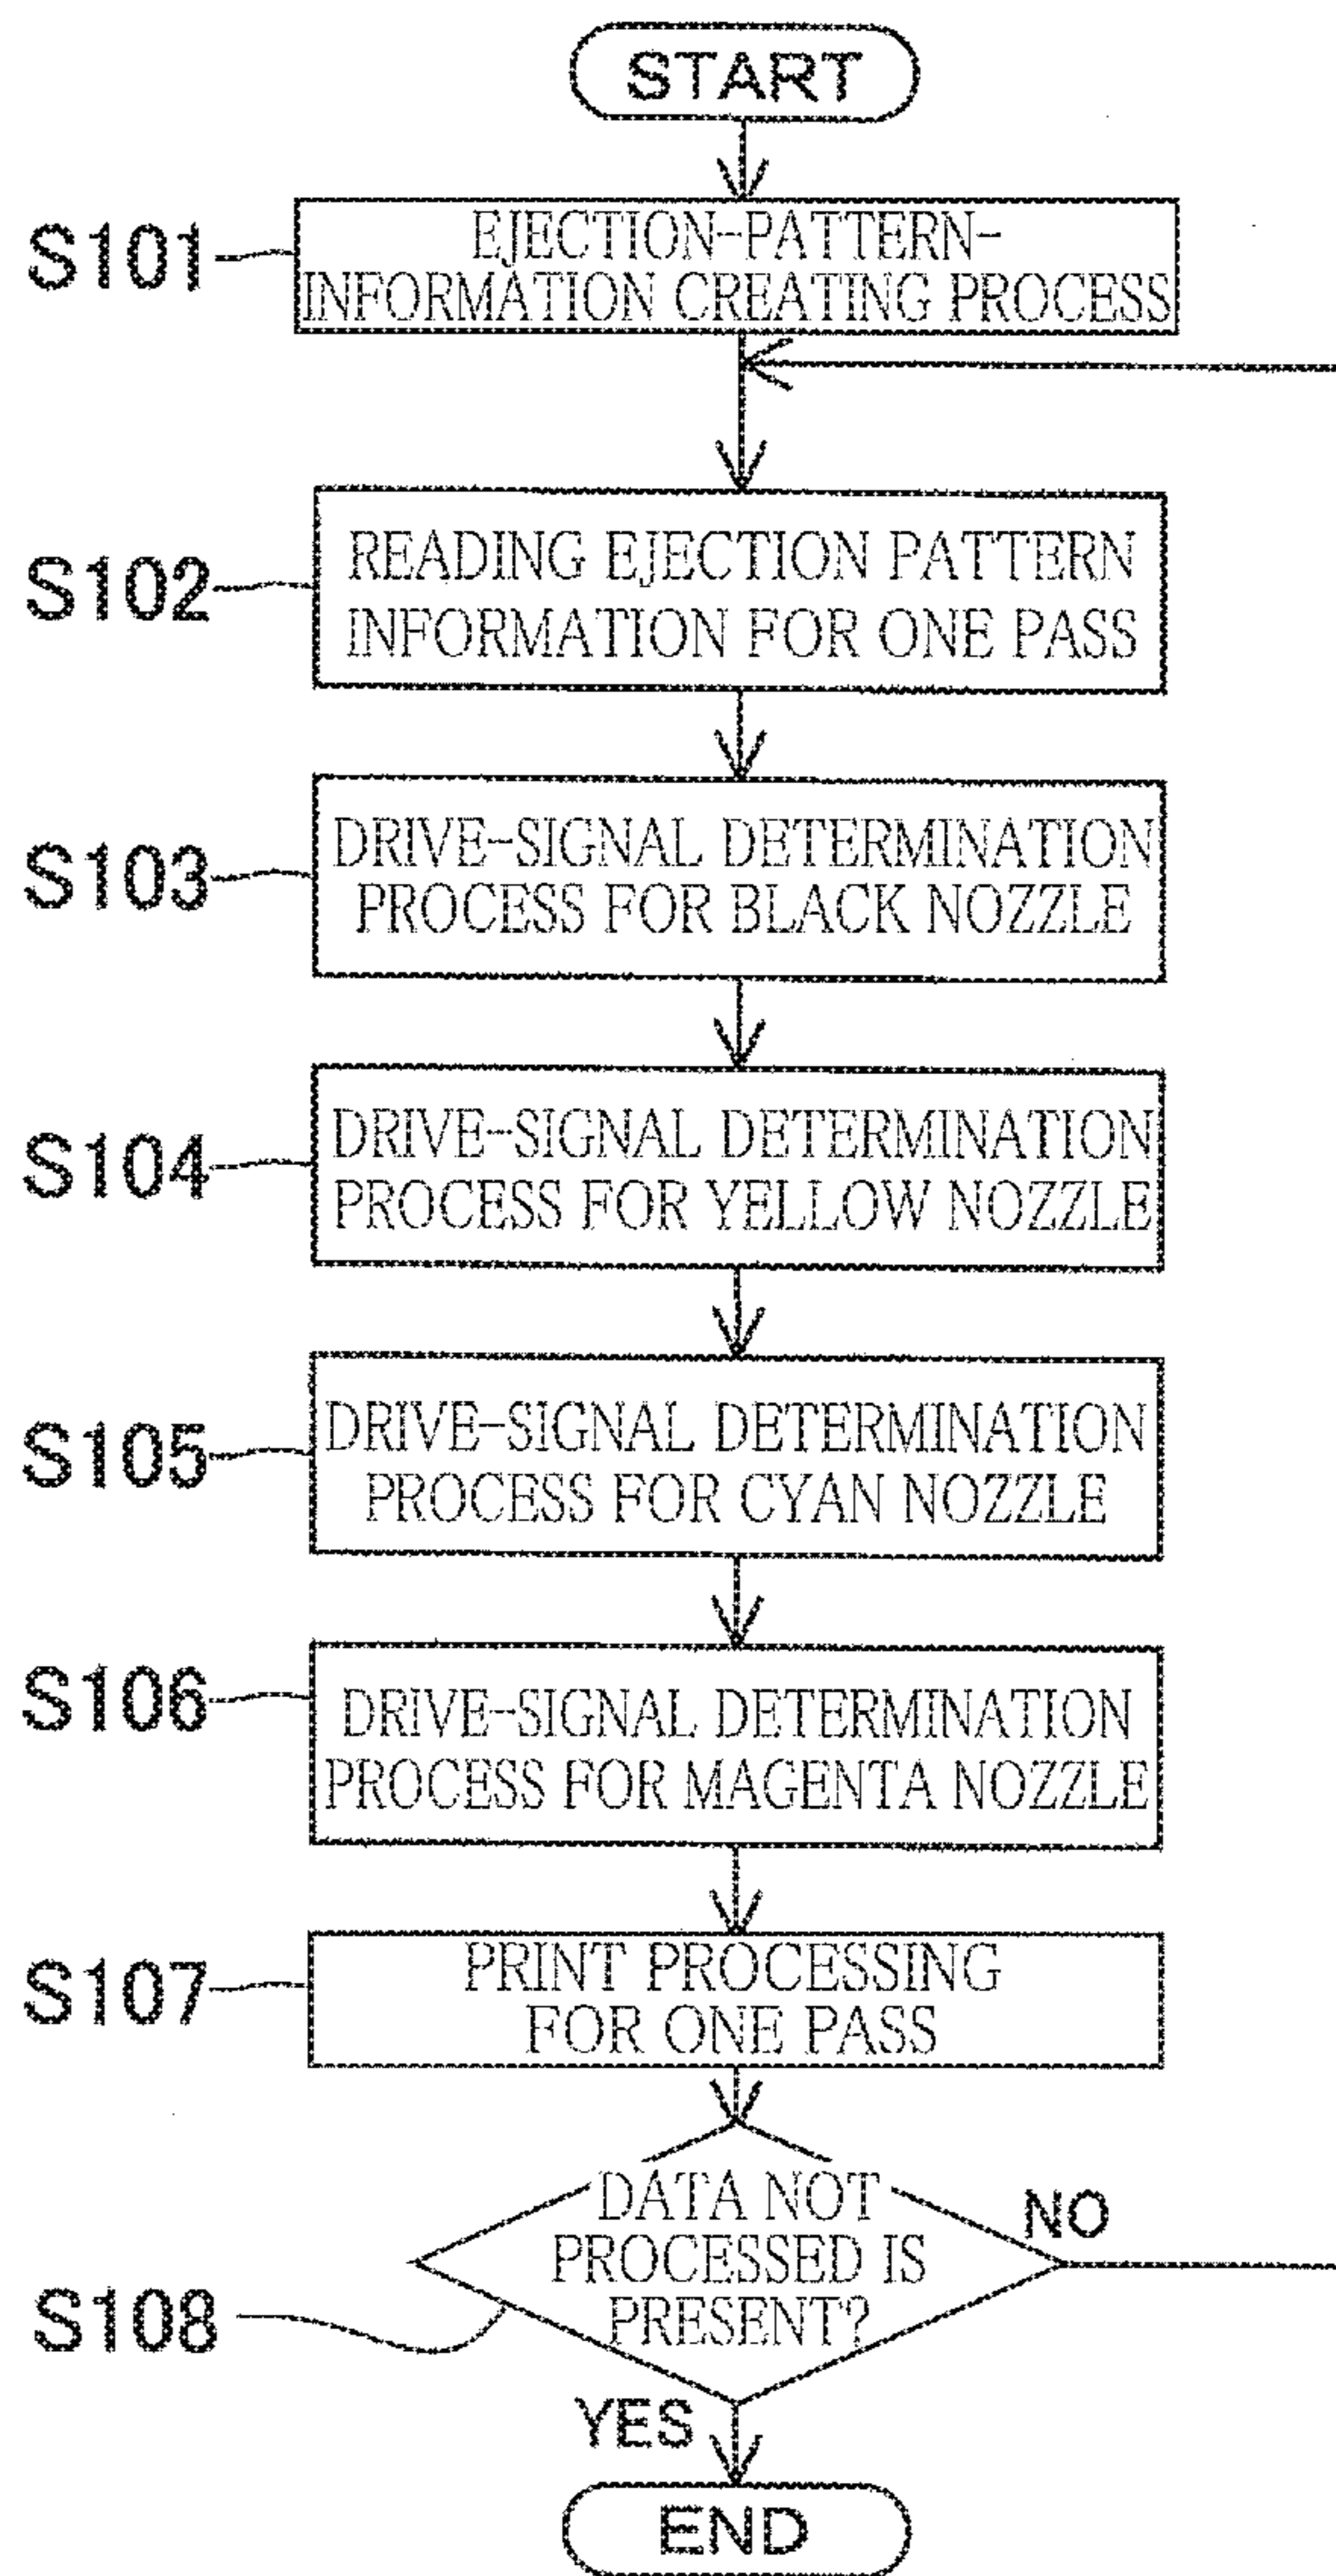 START
S101
EJECTION-PATTERN-
INFORMATION CREATING PROCESS
S102
READING EJECTION PATTERN
INFORMATION FOR ONE PASS
S103
DRIVE-SIGNAL DETERMINATION
PROCESS FOR BLACK NOZZLE
S104
DRIVE-SIGNAL DETERMINATION
PROCESS FOR YELLOW NOZZLE
S105
DRIVE-SIGNAL DETERMINATION
PROCESS FOR CYAN NOZZLE
S106
DRIVE-SIGNAL DETERMINATION
PROCESS FOR MAGENTA NOZZLE
S107
PRINT PROCESSING
FOR ONE PASS
S108
DATA NOT
PROCESSED IS
PRESENT?
NO
YES
END